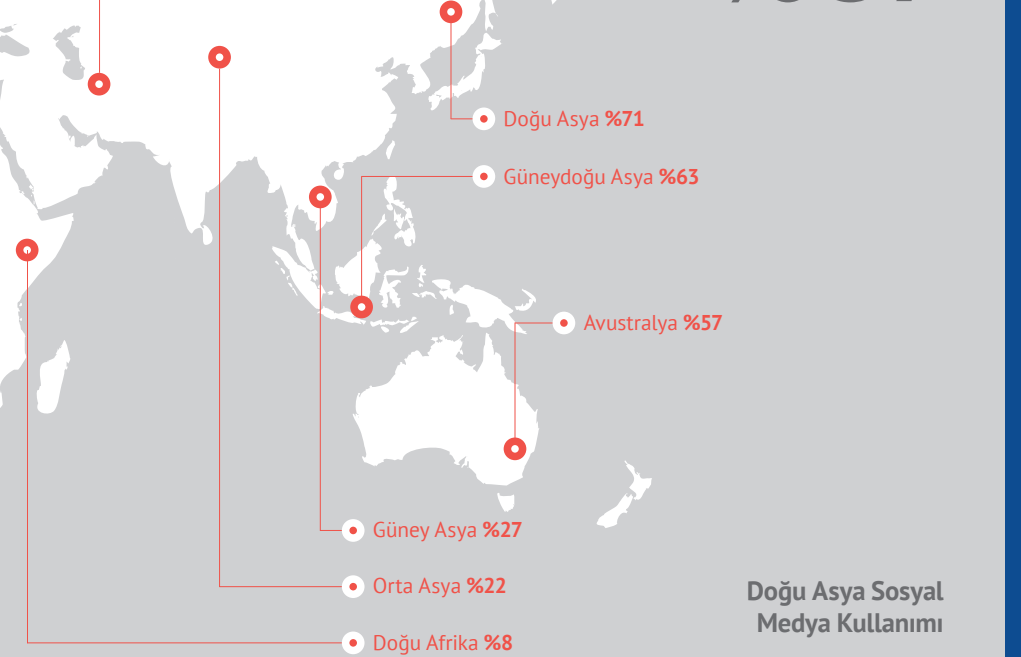 Doğu Asya %71
Güneydoğu Asya %63
Avustralya %57
Güney Asya %27
Orta Asya %22
Doğu Afrika %8
Doğu Asya Sosyal
Medya Kullanımı